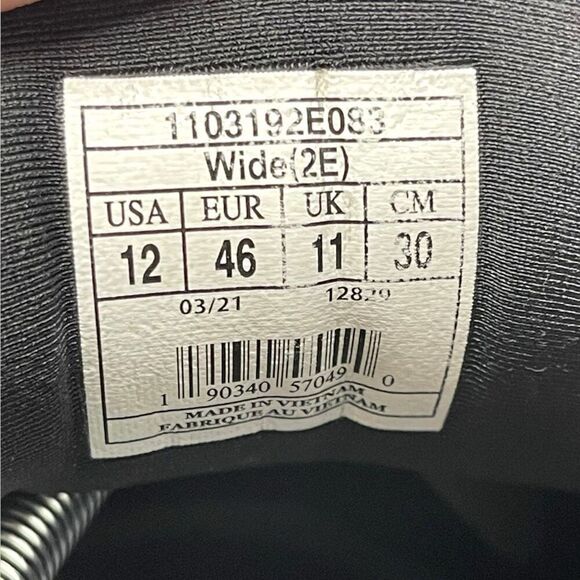 1103192E083
Wide(2E)
USA EUR UK CM
12 46 11 30
03/21
1 90340 57049 0
MADE IN VIETNAM
FABRIQUE AU VIETNAM